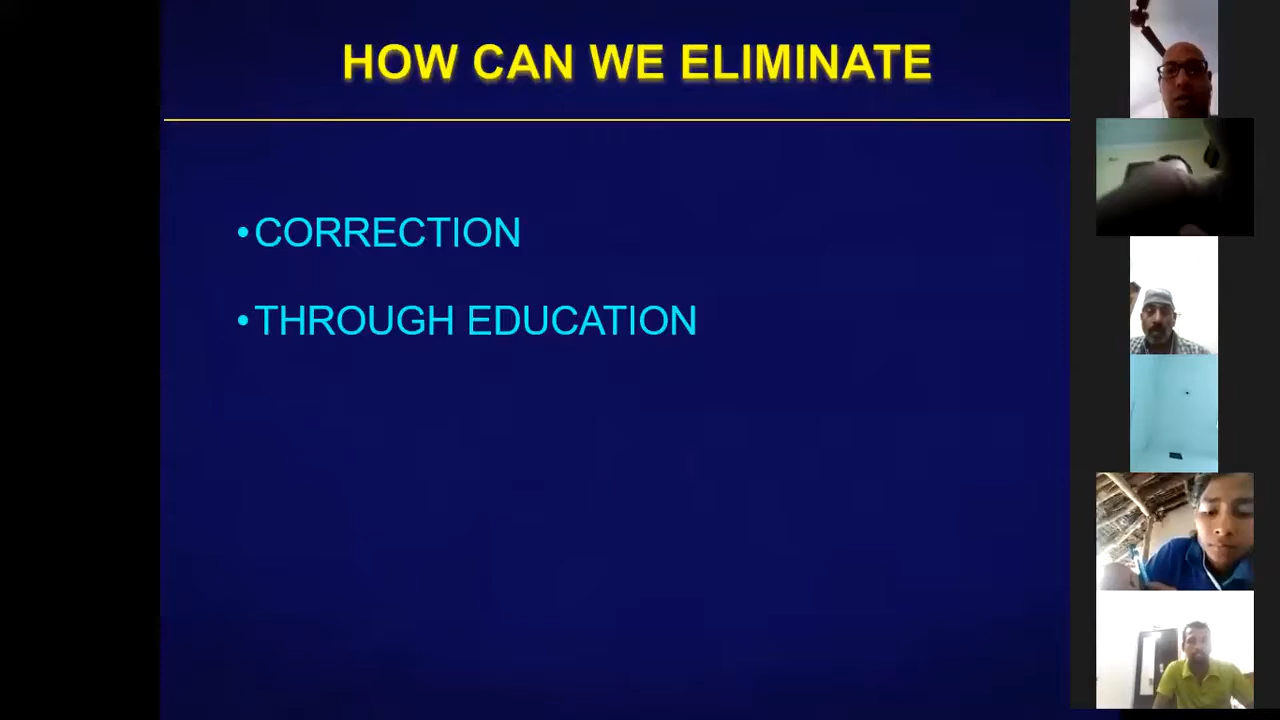 HOW CAN WE ELIMINATE
•CORRECTION
•THROUGH EDUCATION